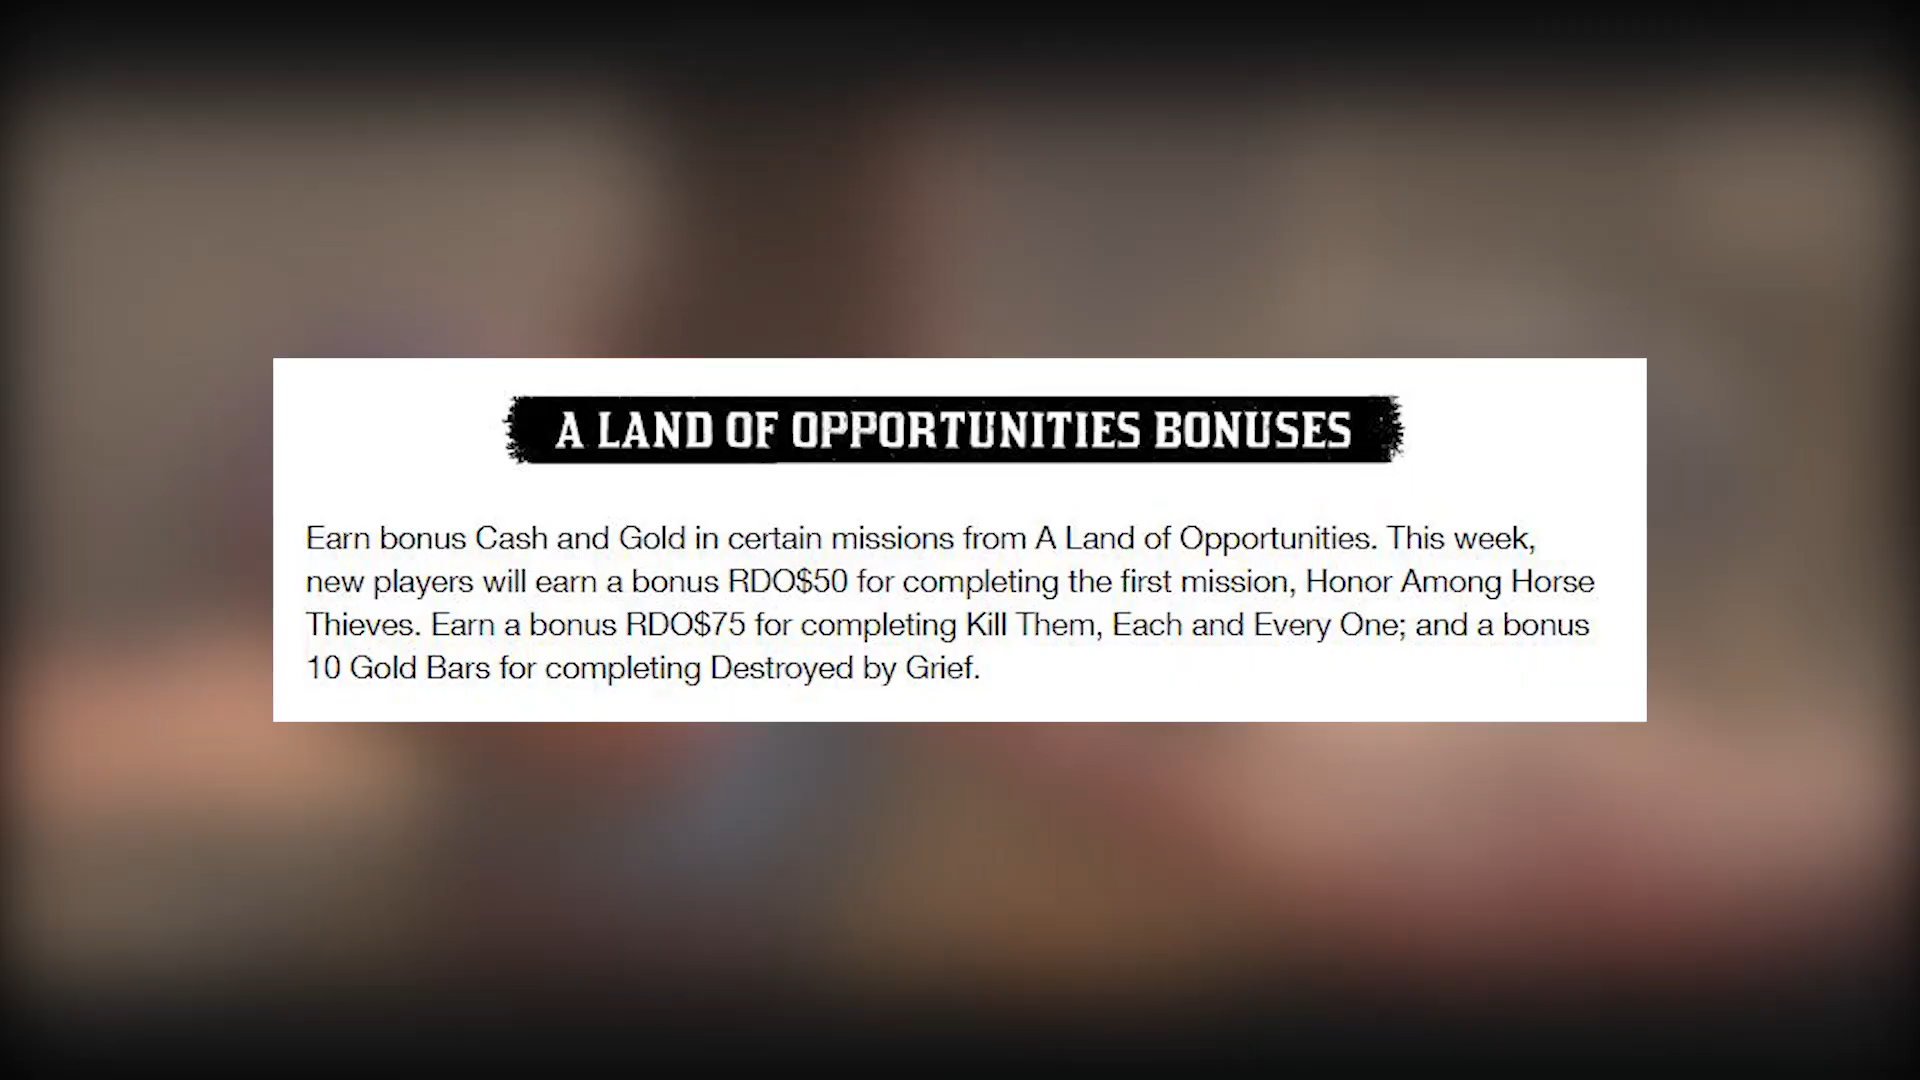 A LAND OF OPPORTUNITIES BONUSES
Earn bonus Cash and Gold in certain missions from A Land of Opportunities. This week,
new players will earn a bonus RDO$50 for completing the first mission, Honor Among Horse
Thieves. Earn a bonus RDO$75 for completing Kill Them, Each and Every One; and a bonus
10 Gold Bars for completing Destroyed by Grief.